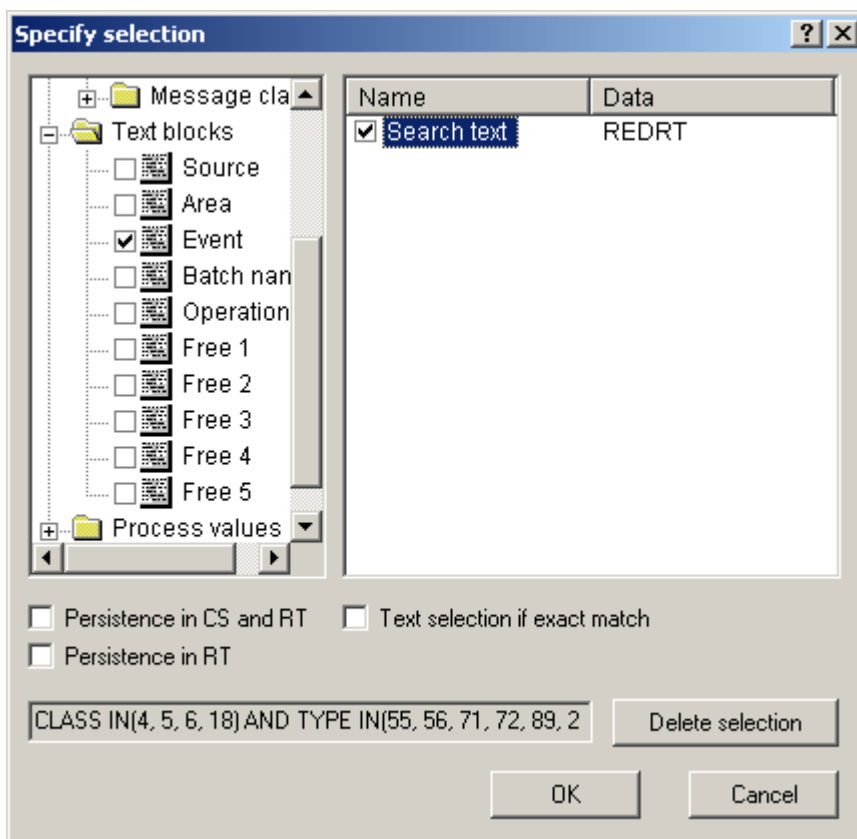 Specify selection
Message cla
Text blocks
Source
Area
Event
Batch nan
Operation
Free 1
Free 2
Free 3
Free 4
Free 5
Process values
Name Data
Search text REDRT
Persistence in CS and RT
Text selection if exact match
Persistence in RT
CLASS IN(4, 5, 6, 18) AND TYPE IN(55, 56, 71, 72, 89, 2
Delete selection
OK Cancel